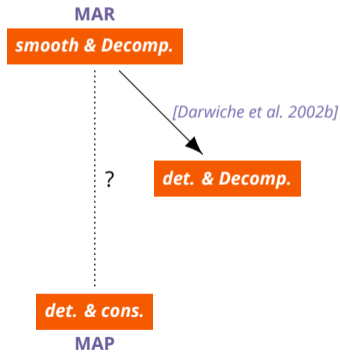 MAR
smooth & Decomp.
[Darwiche et al. 2002b]
?
det. & Decomp.
det. & cons.
MAP